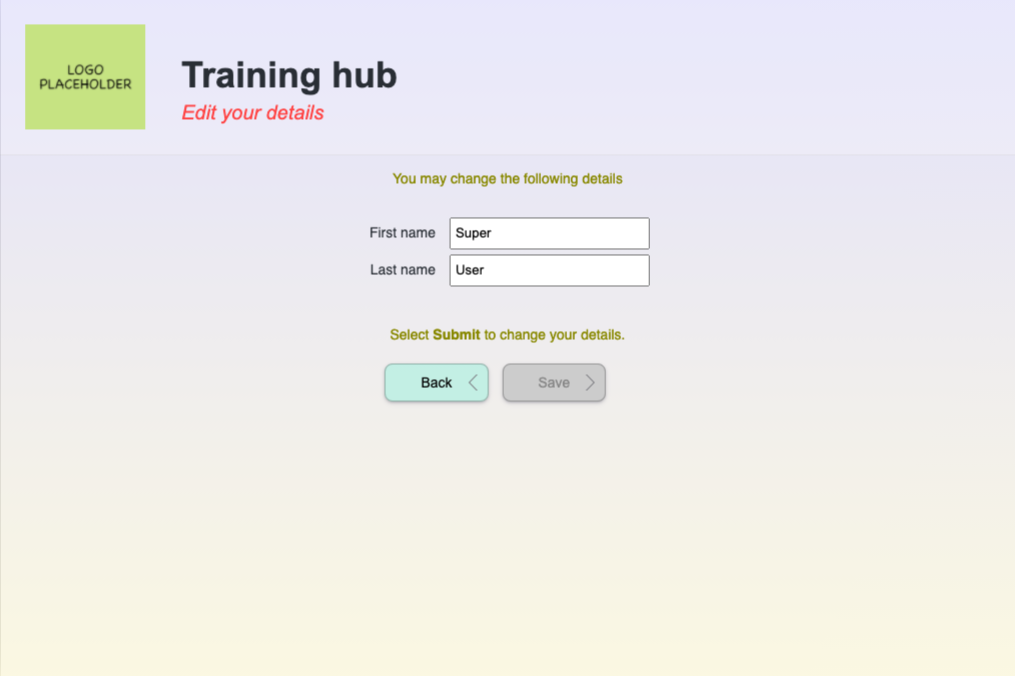 LOGO
PLACEHOLDER
Training hub
Edit your details
You may change the following details
First name Super
Last name User
Select Submit to change your details.
Back Save